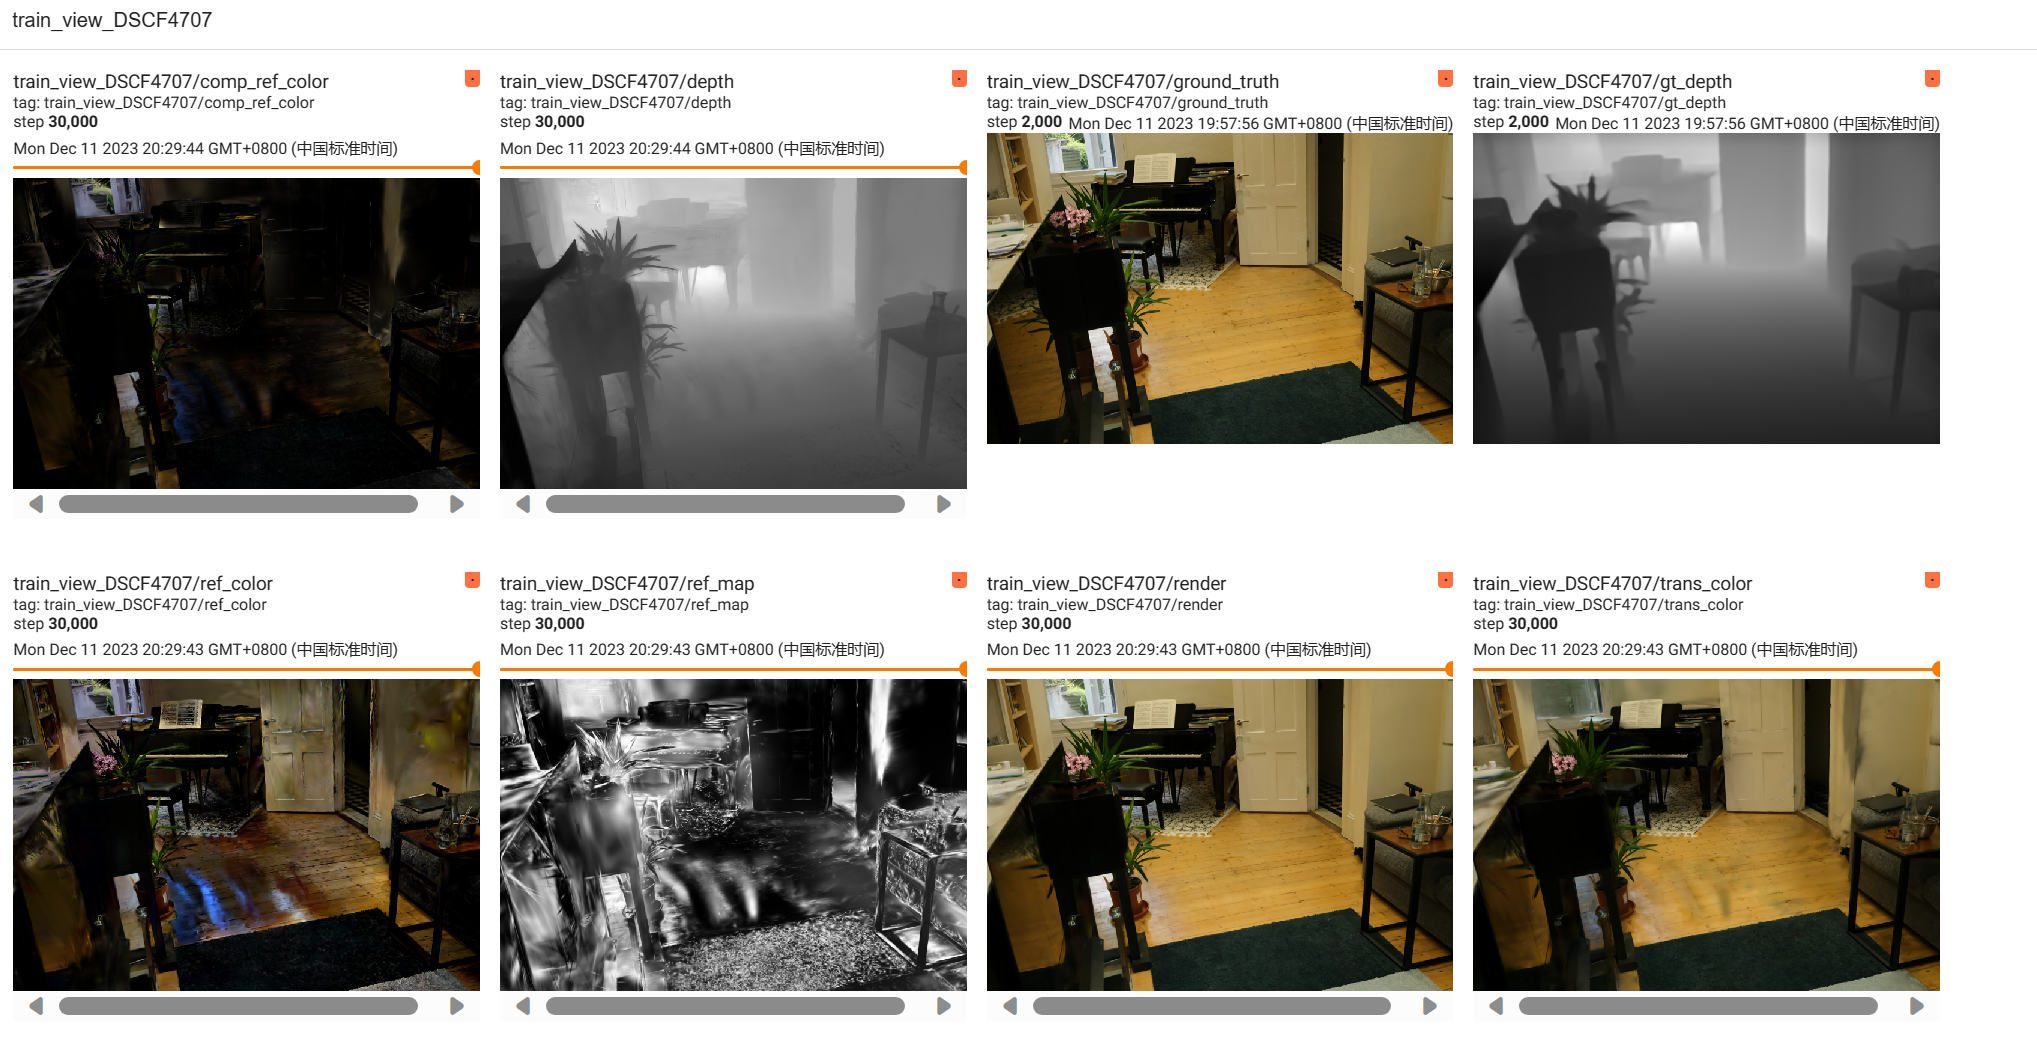 train_view_DSCF4707
train_view_DSCF4707/comp_ref_color
tag: train_view_DSCF4707/comp_ref_color
step 30,000
Mon Dec 11 2023 20:29:44 GMT+0800 (中国标准时间)
train_view_DSCF4707/depth
tag: train_view_DSCF4707/depth
step 30,000
Mon Dec 11 2023 20:29:44 GMT+0800 (中国标准时间)
train_view_DSCF4707/ground_truth
tag: train_view_DSCF4707/ground_truth
step 2,000 Mon Dec 11 2023 19:57:56 GMT+0800 (中国标准时间)
train_view_DSCF4707/gt_depth
tag: train_view_DSCF4707/gt_depth
step 2,000 Mon Dec 11 2023 19:57:56 GMT+0800 (中国标准时间)
train_view_DSCF4707/ref_color
tag: train_view_DSCF4707/ref_color
step 30,000
Mon Dec 11 2023 20:29:43 GMT+0800 (中国标准时间)
train_view_DSCF4707/ref_map
tag: train_view_DSCF4707/ref_map
step 30,000
Mon Dec 11 2023 20:29:43 GMT+0800 (中国标准时间)
train_view_DSCF4707/render
tag: train_view_DSCF4707/render
step 30,000
Mon Dec 11 2023 20:29:43 GMT+0800 (中国标准时间)
train_view_DSCF4707/trans_color
tag: train_view_DSCF4707/trans_color
step 30,000
Mon Dec 11 2023 20:29:43 GMT+0800 (中国标准时间)